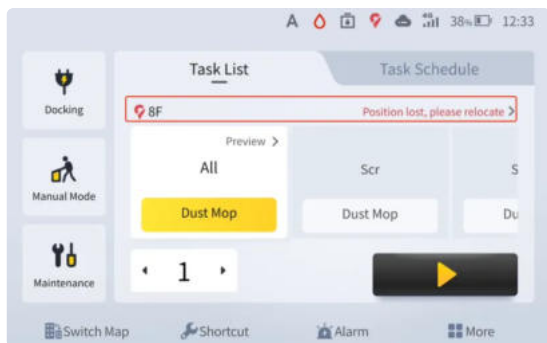 A 4G 38% 12:33
Task List Task Schedule
Docking
8F Position lost, please relocate >
Preview >
All Scr S
Manual Mode
Dust Mop Dust Mop Du
1
Maintenance
Switch Map Shortcut Alarm More